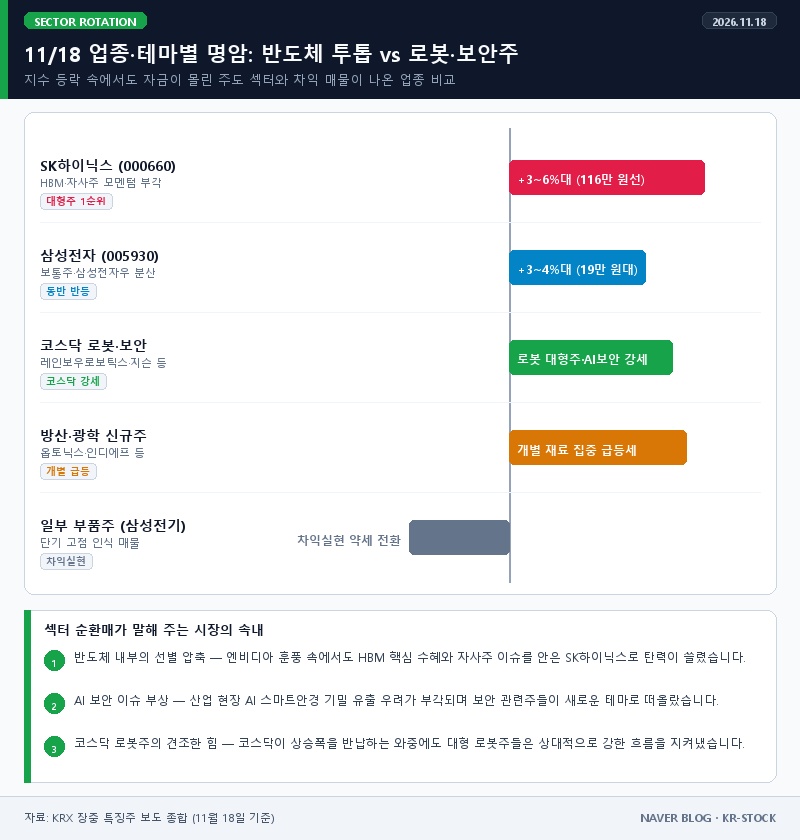 SECTOR ROTATION
2026.11.18
11/18 업종·테마별 명암: 반도체 투톱 vs 로봇·보안주
지수 등락 속에서도 자금이 몰린 주도 섹터와 차익 매물이 나온 업종 비교
SK하이닉스 (000660)
HBM·자사주 모멘텀 부각
대형주 1순위
+3~6%대 (116만 원선)
삼성전자 (005930)
보통주·삼성전자우 분산
동반 반등
+3~4%대 (19만 원대)
코스닥 로봇·보안
레인보우로보틱스·지슨 등
코스닥 강세
로봇 대형주·AI보안 강세
방산·광학 신규주
옵토닉스·인디에프 등
개별 급등
개별 재료 집중 급등세
일부 부품주 (삼성전기)
단기 고점 인식 매물
차익실현
차익실현 약세 전환
섹터 순환매가 말해 주는 시장의 속내
1 반도체 내부의 선별 압축 — 엔비디아 훈풍 속에서도 HBM 핵심 수혜와 자사주 이슈를 안은 SK하이닉스로 탄력이 쏠렸습니다.
2 AI 보안 이슈 부상 — 산업 현장 AI 스마트안경 기밀 유출 우려가 부각되며 보안 관련주들이 새로운 테마로 떠올랐습니다.
3 코스닥 로봇주의 견조한 힘 — 코스닥이 상승폭을 반납하는 와중에도 대형 로봇주들은 상대적으로 강한 흐름을 지켜냈습니다.
자료: KRX 장중 특징주 보도 종합 (11월 18일 기준)
NAVER BLOG · KR-STOCK